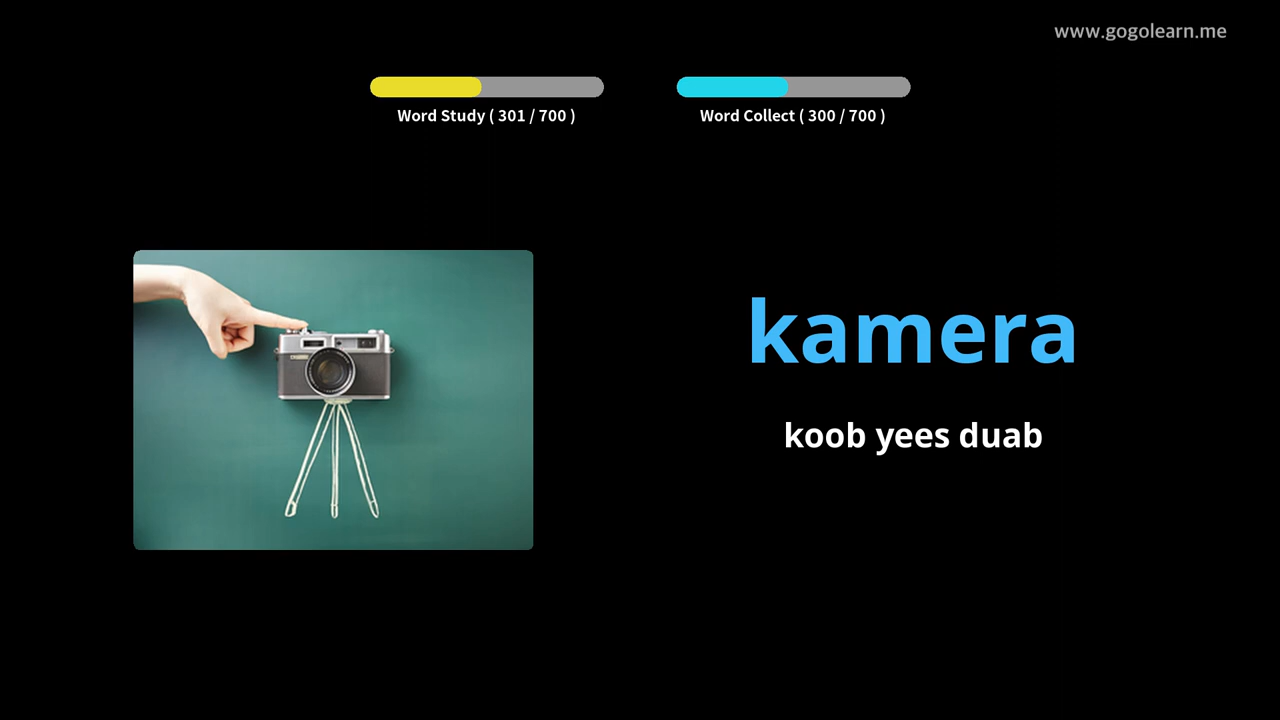 www.gogolearn.me
Word Study ( 301 / 700 )
Word Collect ( 300 / 700 )
kamera
koob yees duab